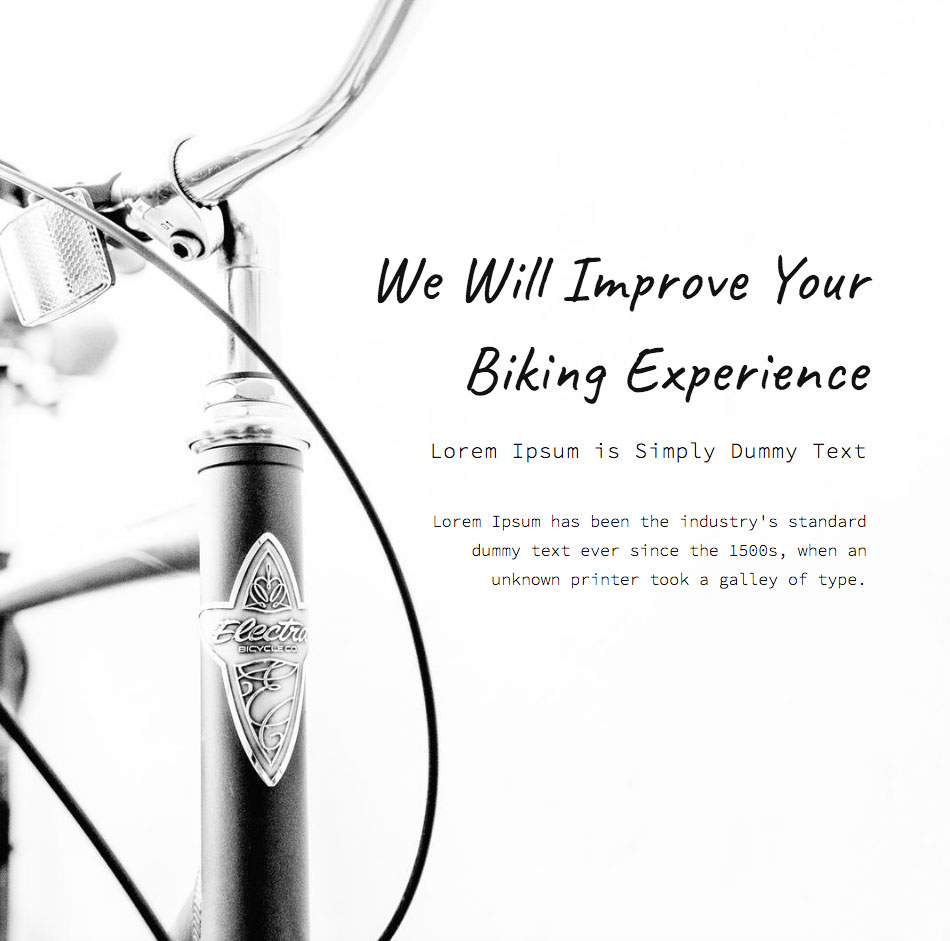 We Will Improve Your
Biking Experience
Lorem Ipsum is Simply Dummy Text
Lorem Ipsum has been the industry's standard
dummy text ever since the 1500s, when an
unknown printer took a galley of type.
Electra
BICYCLE CO